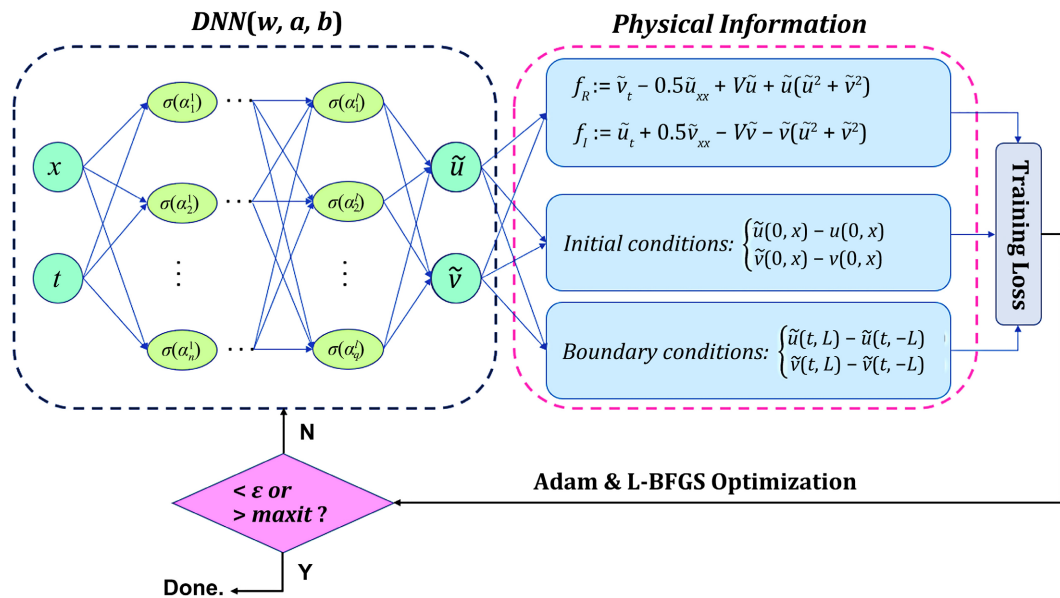 DNN(w, a, b)
Physical Information
x
t
σ(α₁¹) ···
σ(α₂¹) ···
⋮
σ(αₙ¹) ···
σ(α₁ˡ)
σ(α₂ˡ)
⋮
σ(α_qˡ)
ũ
ṽ
f_R := ṽ_t − 0.5ũ_xx + Vũ + ũ(ũ² + ṽ²)
f_I := ũ_t + 0.5ṽ_xx − Vṽ − ṽ(ũ² + ṽ²)
Initial conditions: { ũ(0, x) − u(0, x)
ṽ(0, x) − v(0, x)
Boundary conditions: { ũ(t, L) − ũ(t, −L)
ṽ(t, L) − ṽ(t, −L)
Training Loss
Adam & L-BFGS Optimization
N
< ε or
> maxit ?
Y
Done.